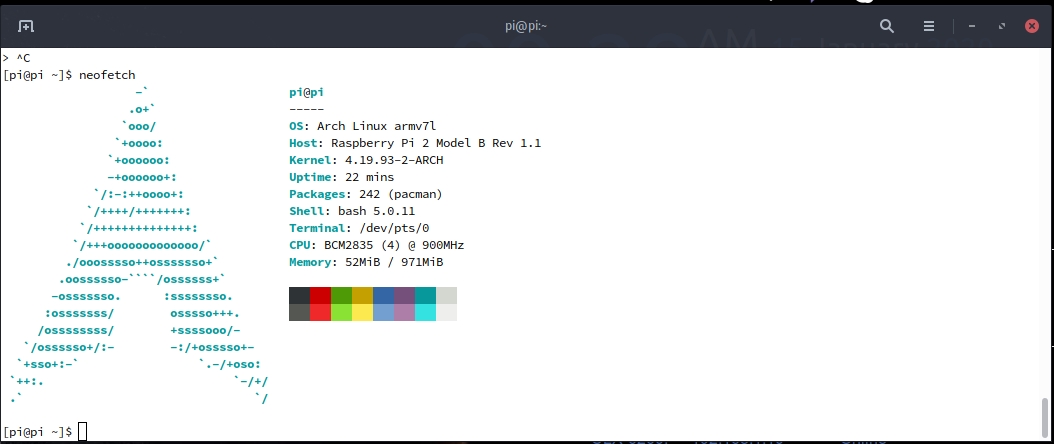 pi@pi:~
> ^C
[pi@pi ~]$ neofetch
-`
.o+`
`ooo/
`+oooo:
`+oooooo:
-+oooooo+:
`/:-:++oooo+:
`/++++/+++++++:
`/++++++++++++++:
`/+++ooooooooooooo/`
./ooosssso++osssssso+`
.oossssso-````/ossssss+`
-osssssso.      :ssssssso.
:osssssss/        osssso+++.
/ossssssss/        +ssssooo/-
`/ossssso+/:-        -:/+osssso+-
`+sso+:-`                 `.-/+oso:
`++:.                           `-/+/
.`                                 `/
pi@pi
-----
OS: Arch Linux armv7l
Host: Raspberry Pi 2 Model B Rev 1.1
Kernel: 4.19.93-2-ARCH
Uptime: 22 mins
Packages: 242 (pacman)
Shell: bash 5.0.11
Terminal: /dev/pts/0
CPU: BCM2835 (4) @ 900MHz
Memory: 52MiB / 971MiB
[pi@pi ~]$